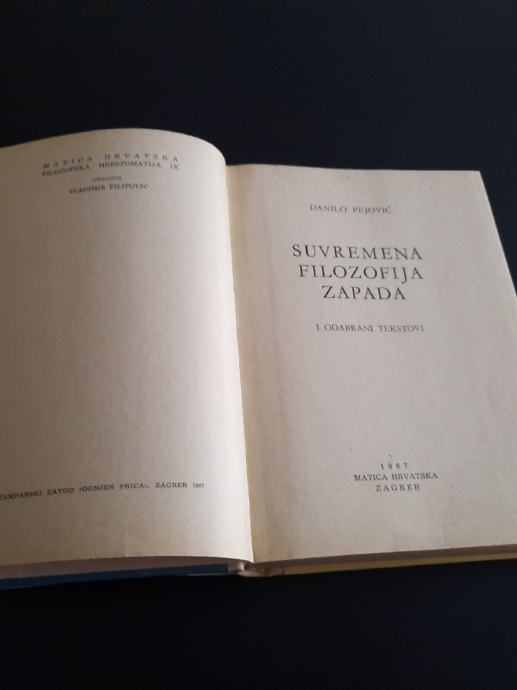 MATICA HRVATSKA
FILOZOFSKA HRESTOMATIJA IX
UREDNIK
VLADIMIR FILIPOVIĆ
TAMPARSKI ZAVOD »OGNJEN PRICA«, ZAGREB 1967
DANILO PEJOVIĆ
SUVREMENA
FILOZOFIJA
ZAPADA
I ODABRANI TEKSTOVI
1967
MATICA HRVATSKA
ZAGREB